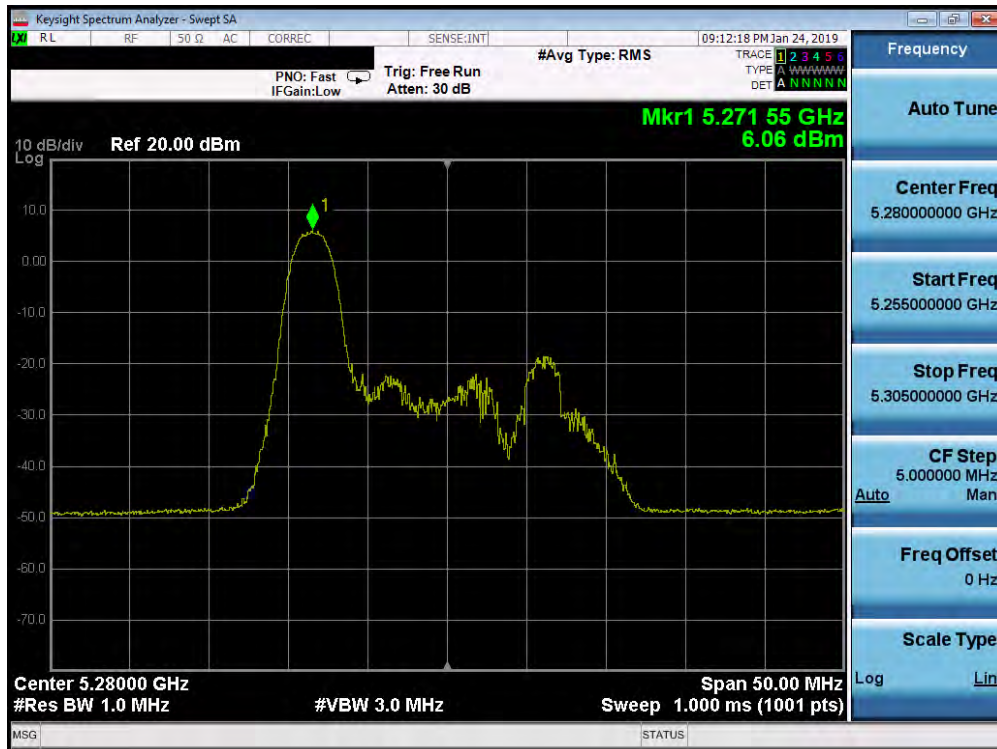 Keysight Spectrum Analyzer - Swept SA
LXI RL RF 50 Ω AC CORREC SENSE:INT 09:12:18 PM Jan 24, 2019
#Avg Type: RMS
TRACE 1 2 3 4 5 6
TYPE A WWWWW
DET A N N N N N
PNO: Fast
IFGain:Low
Trig: Free Run
Atten: 30 dB
Mkr1 5.271 55 GHz
6.06 dBm
10 dB/div
Log
Ref 20.00 dBm
1
10.0
0.00
-10.0
-20.0
-30.0
-40.0
-50.0
-60.0
-70.0
Center 5.28000 GHz
Span 50.00 MHz
#Res BW 1.0 MHz
#VBW 3.0 MHz
Sweep 1.000 ms (1001 pts)
MSG
STATUS
Frequency
Auto Tune
Center Freq
5.280000000 GHz
Start Freq
5.255000000 GHz
Stop Freq
5.305000000 GHz
CF Step
5.000000 MHz
Auto Man
Freq Offset
0 Hz
Scale Type
Log Lin